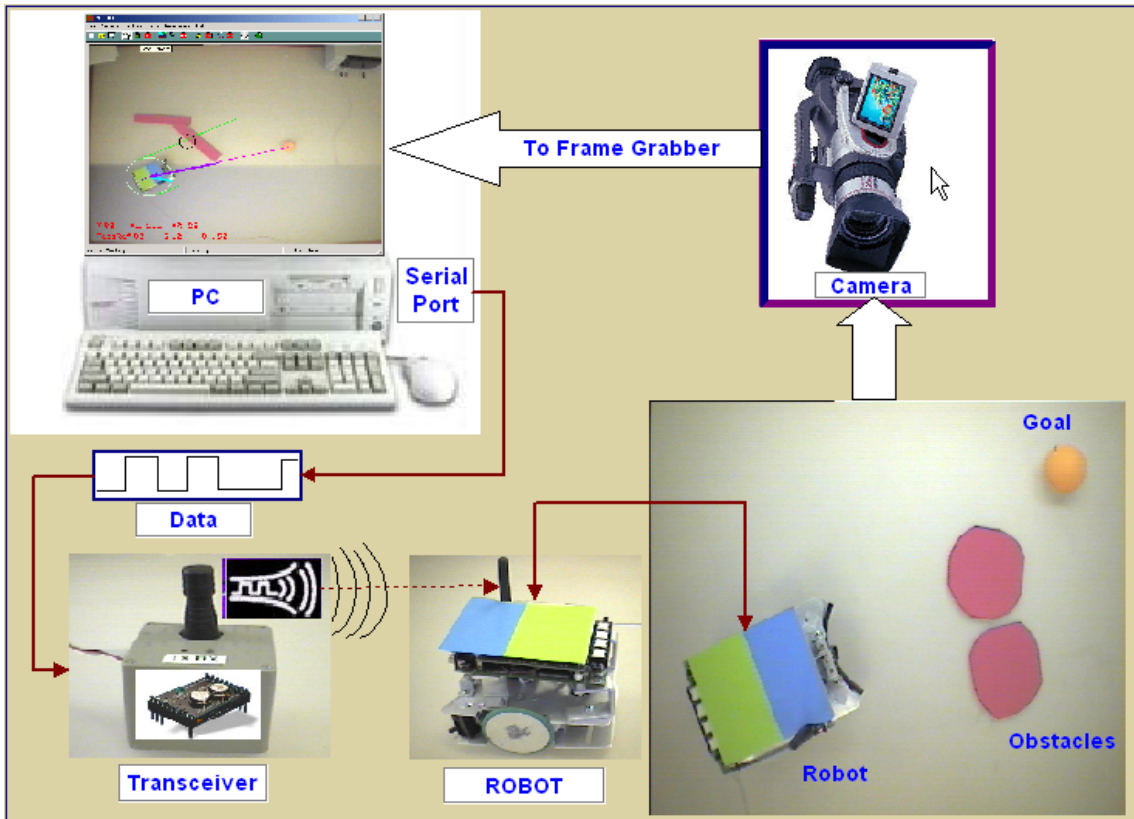 To Frame Grabber
PC
Serial
Port
Camera
Goal
Data
Obstacles
Robot
Transceiver
ROBOT